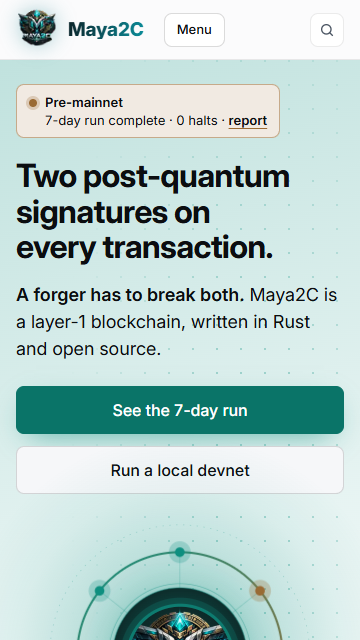 MAYA2C
Maya2C
Menu
Pre-mainnet
7-day run complete · 0 halts · report
Two post-quantum
signatures on
every transaction.
A forger has to break both. Maya2C is
a layer-1 blockchain, written in Rust
and open source.
See the 7-day run
Run a local devnet